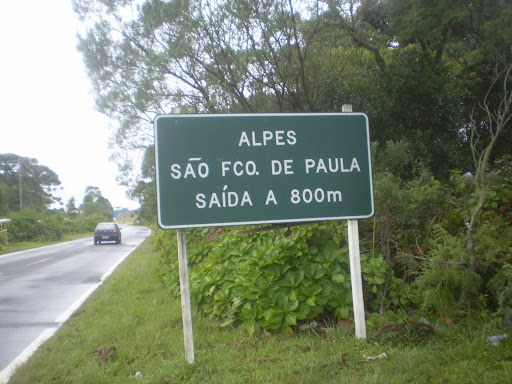 ALPES
SÃO FCO. DE PAULA
SAÍDA A 800m